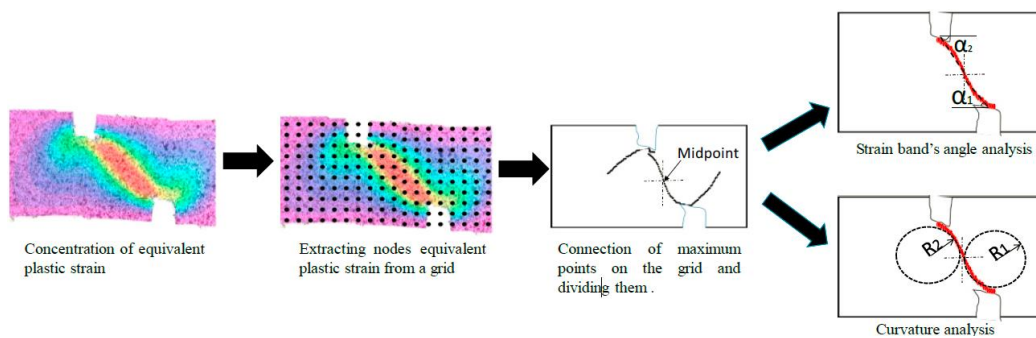 Concentration of equivalent
plastic strain
Extracting nodes equivalent
plastic strain from a grid
Midpoint
Connection of maximum
points on the grid and
dividing them .
α2
α1
Strain band's angle analysis
R2
R1
Curvature analysis